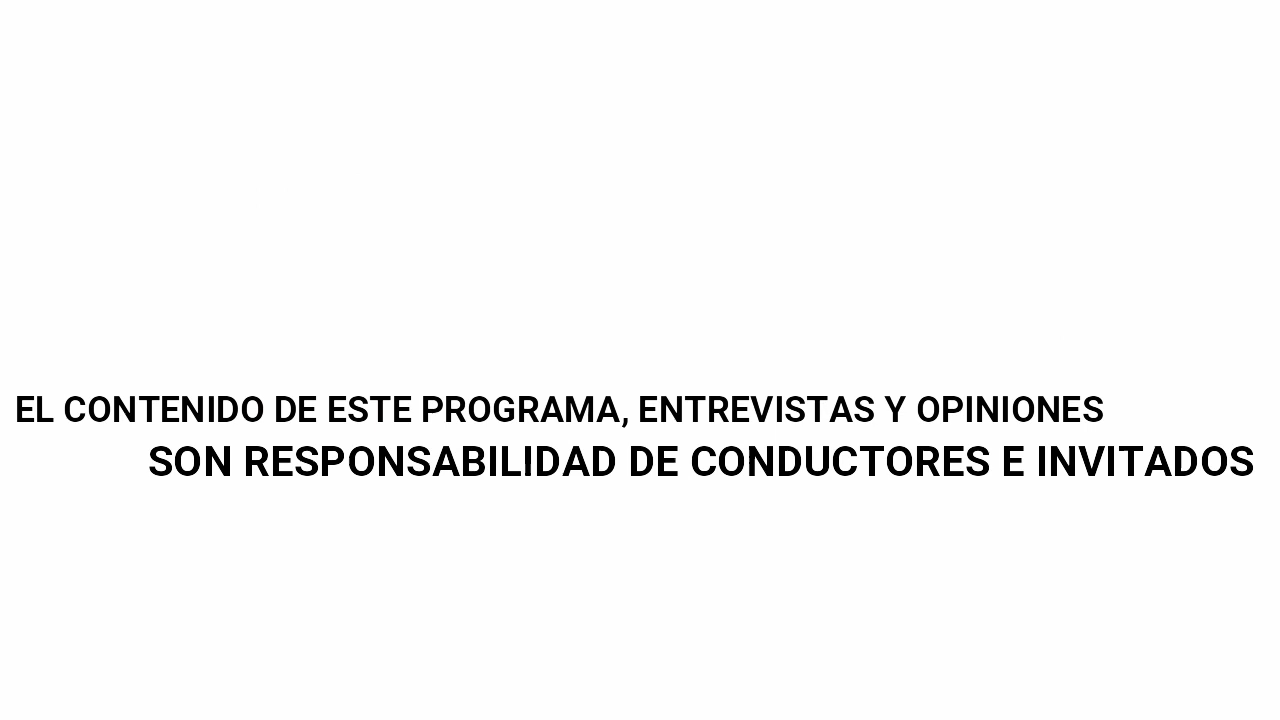 EL CONTENIDO DE ESTE PROGRAMA, ENTREVISTAS Y OPINIONES
SON RESPONSABILIDAD DE CONDUCTORES E INVITADOS